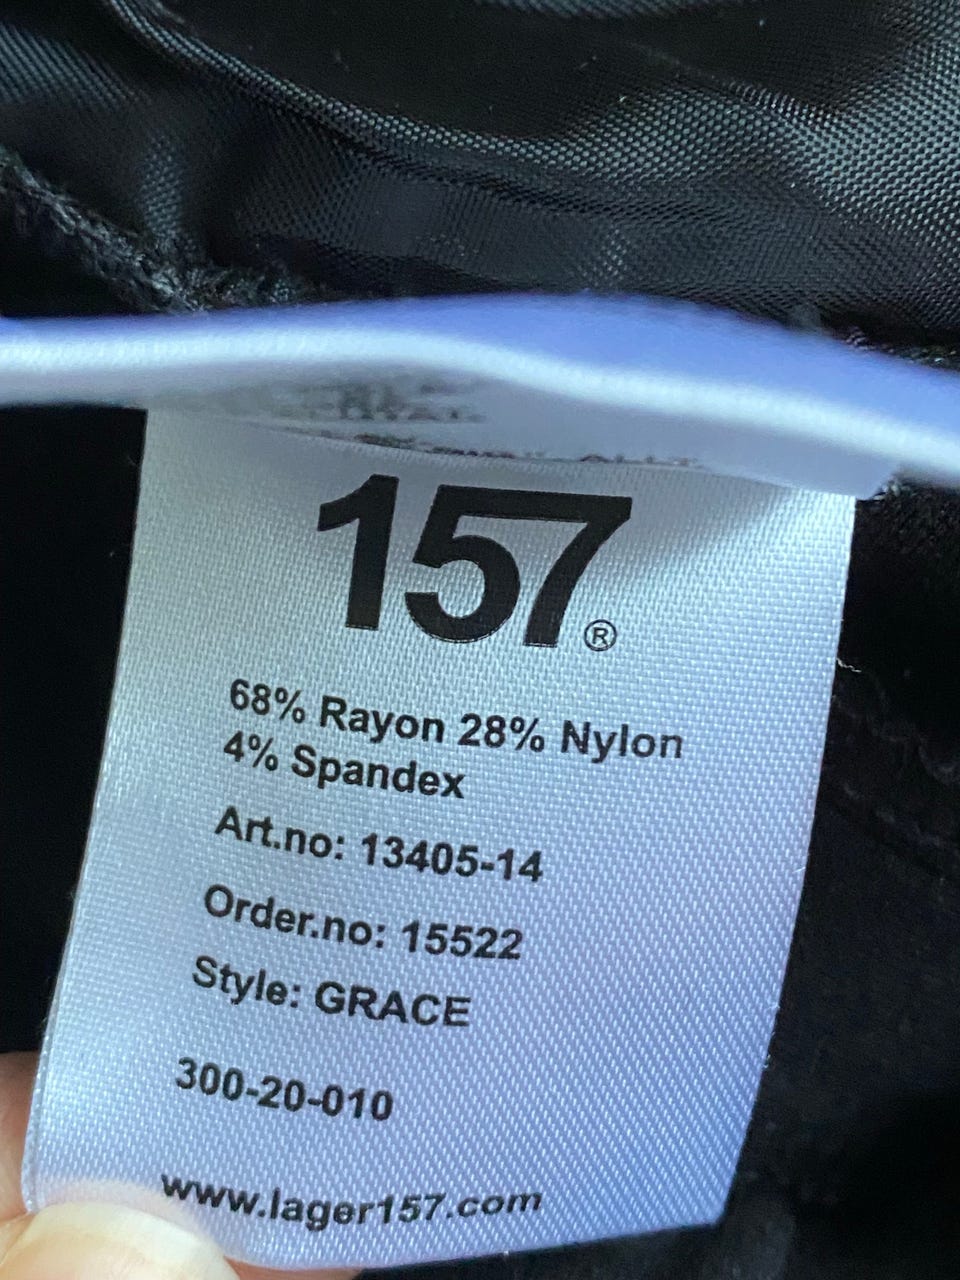 157®
68% Rayon 28% Nylon
4% Spandex
Art.no: 13405-14
Order.no: 15522
Style: GRACE
300-20-010
www.lager157.com